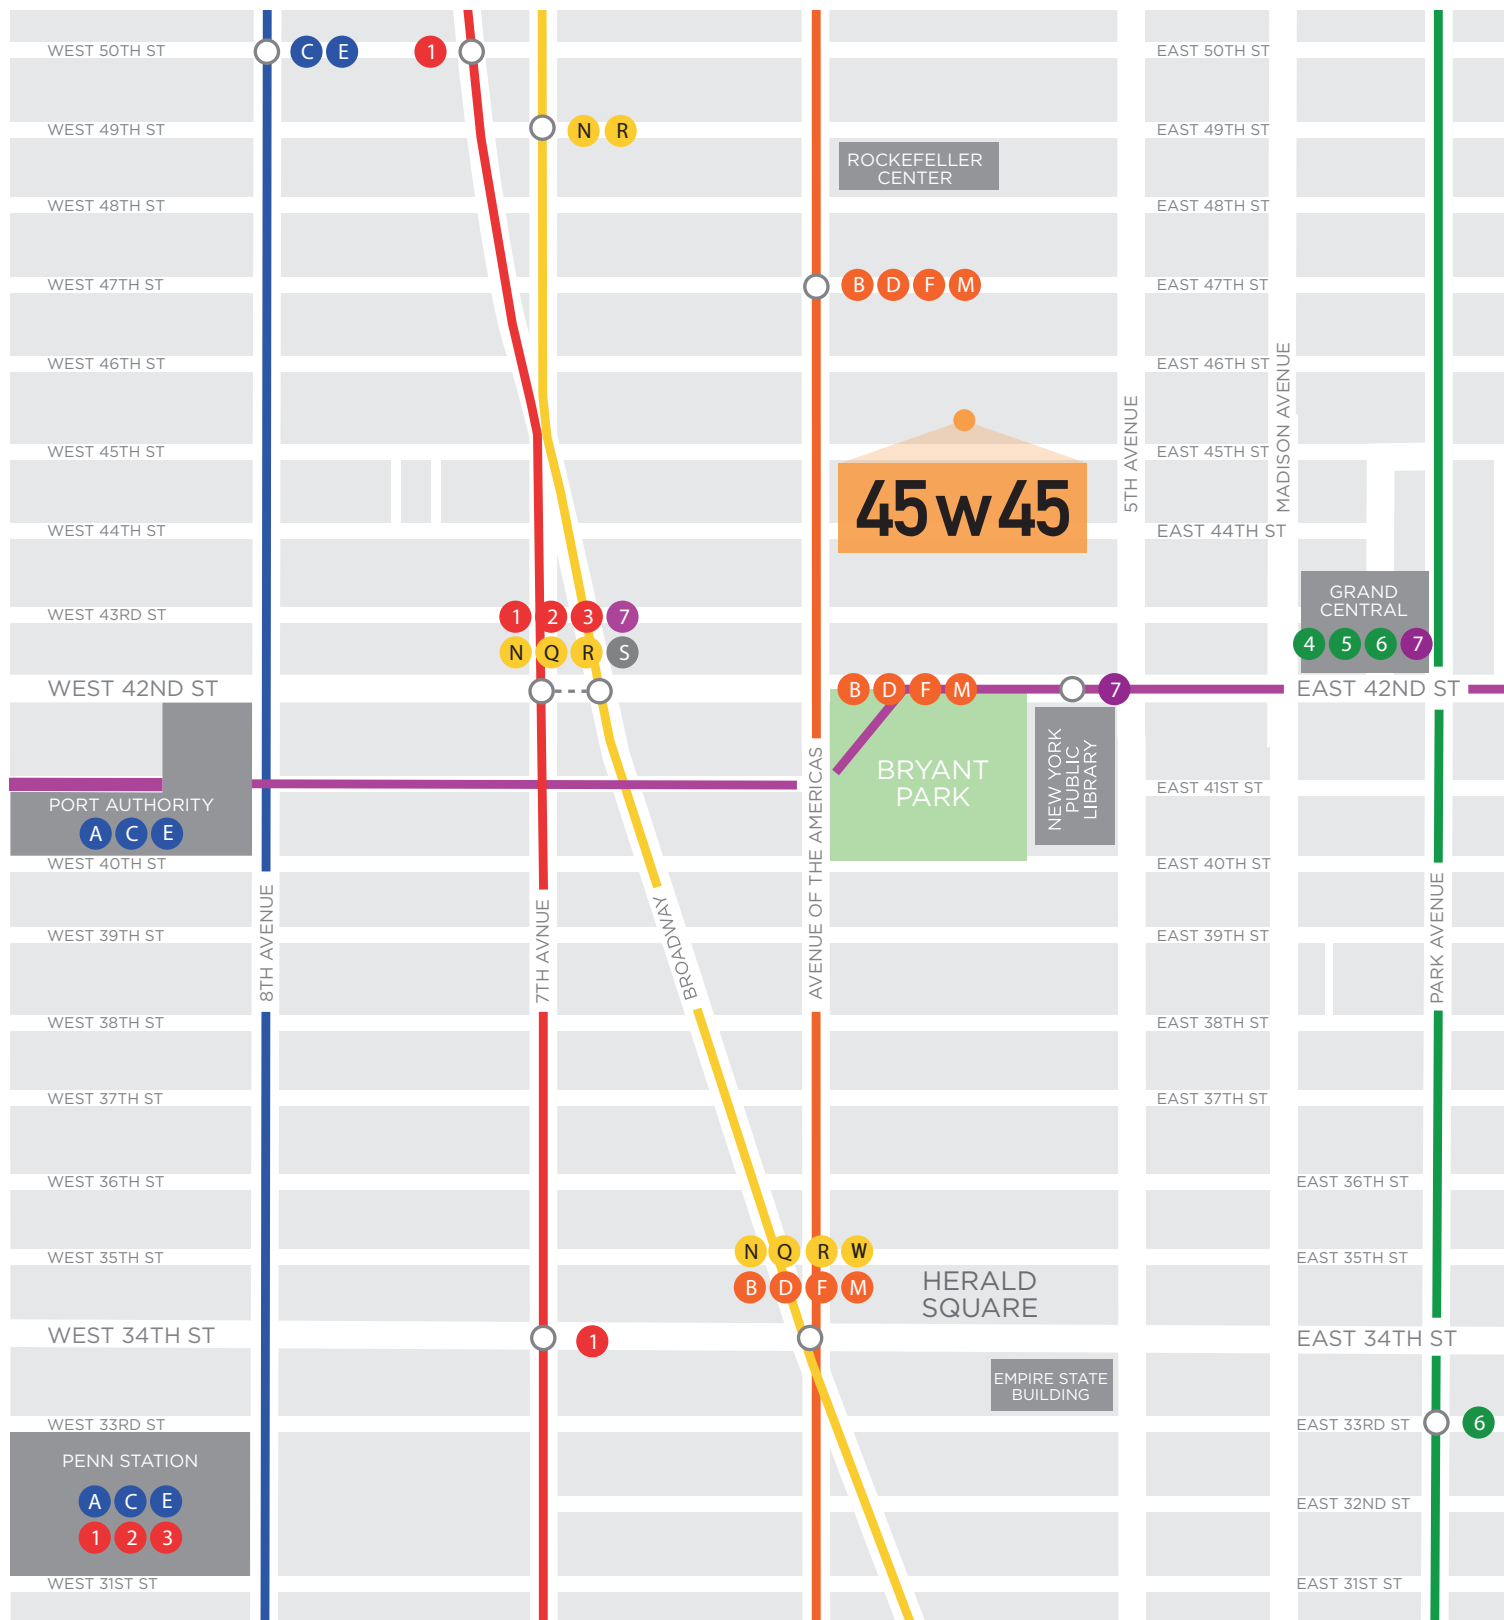 WEST 50TH ST
C E
1
EAST 50TH ST
WEST 49TH ST
N R
EAST 49TH ST
ROCKEFELLER
CENTER
WEST 48TH ST
EAST 48TH ST
WEST 47TH ST
B D F M
EAST 47TH ST
WEST 46TH ST
EAST 46TH ST
MADISON AVENUE
5TH AVENUE
WEST 45TH ST
EAST 45TH ST
45 W 45
WEST 44TH ST
EAST 44TH ST
GRAND
CENTRAL
4 5 6 7
WEST 43RD ST
1 2 3 7
N Q R S
WEST 42ND ST
B D F M
7
EAST 42ND ST
BRYANT
PARK
NEW YORK
PUBLIC
LIBRARY
AVENUE OF THE AMERICAS
EAST 41ST ST
PORT AUTHORITY
A C E
WEST 40TH ST
EAST 40TH ST
8TH AVENUE
7TH AVNUE
BROADWAY
PARK AVENUE
WEST 39TH ST
EAST 39TH ST
WEST 38TH ST
EAST 38TH ST
WEST 37TH ST
EAST 37TH ST
WEST 36TH ST
EAST 36TH ST
WEST 35TH ST
N Q R W
B D F M
EAST 35TH ST
HERALD
SQUARE
WEST 34TH ST
1
EAST 34TH ST
EMPIRE STATE
BUILDING
WEST 33RD ST
EAST 33RD ST
6
PENN STATION
A C E
1 2 3
EAST 32ND ST
WEST 31ST ST
EAST 31ST ST